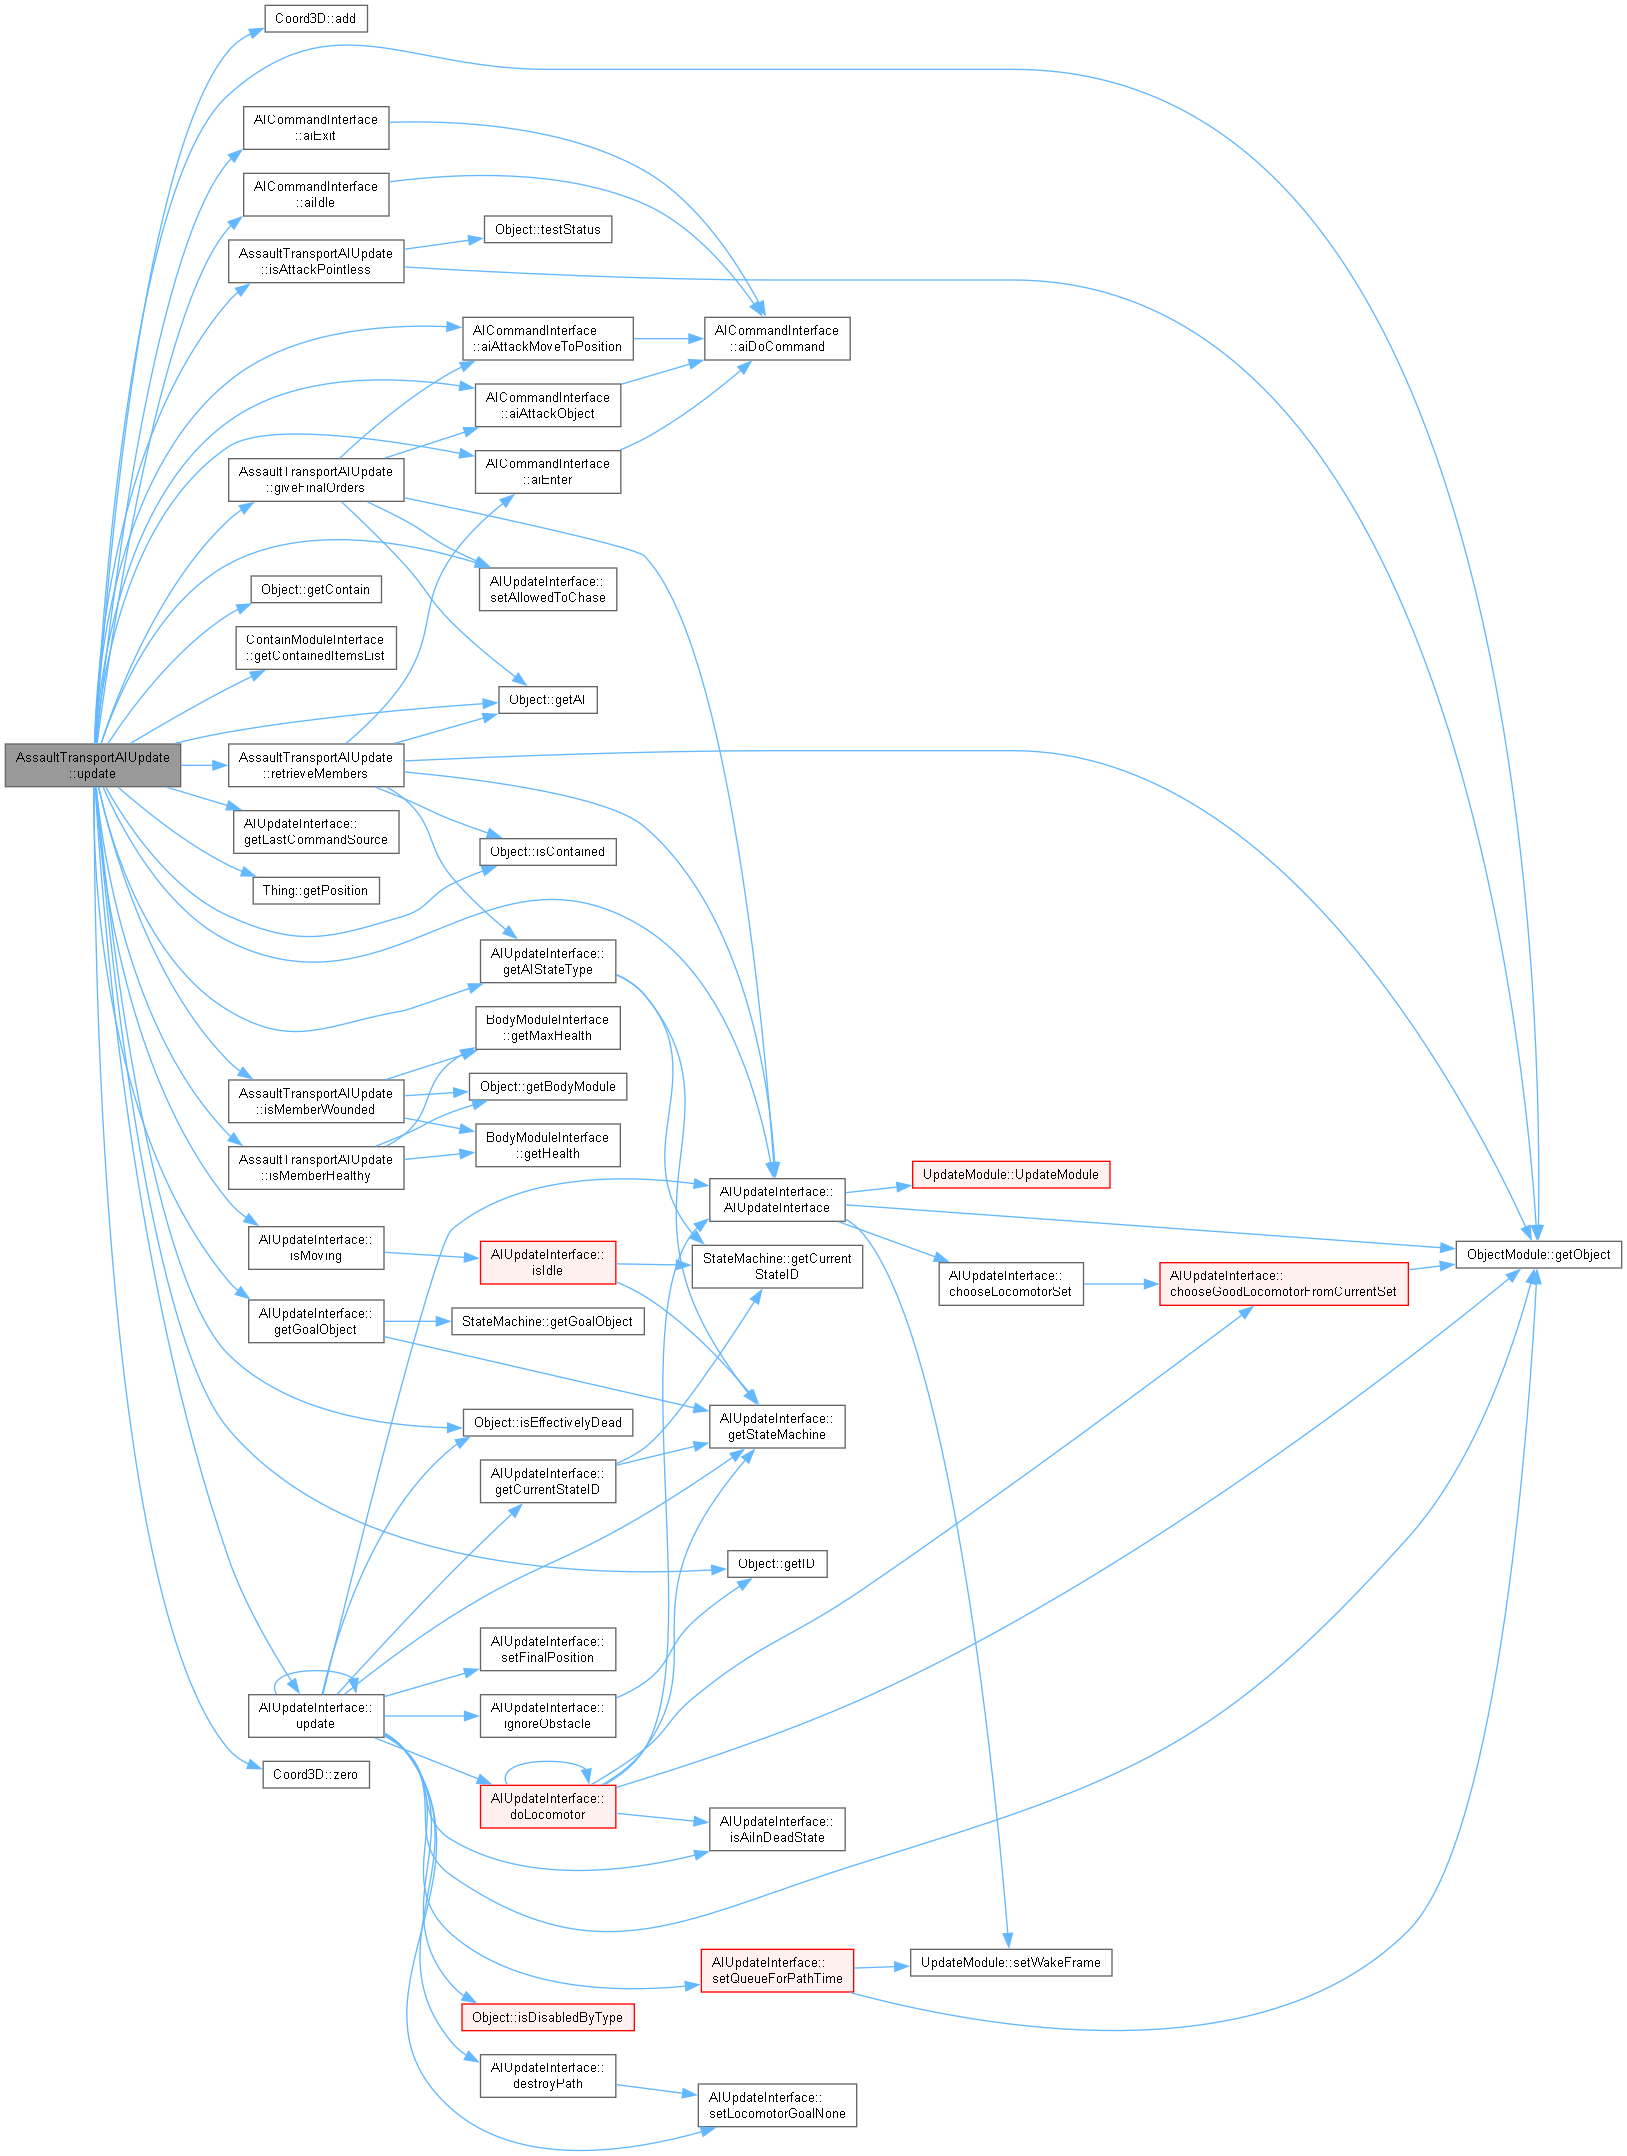 Coord3D::add
AICommandInterface
::aiExit
AICommandInterface
::aiIdle
Object::testStatus
AssaultTransportAIUpdate
::isAttackPointless
AICommandInterface
::aiAttackMoveToPosition
AICommandInterface
::aiDoCommand
AICommandInterface
::aiAttackObject
AICommandInterface
::aiEnter
AssaultTransportAIUpdate
::giveFinalOrders
AIUpdateInterface::
setAllowedToChase
Object::getContain
ContainModuleInterface
::getContainedItemsList
Object::getAI
AssaultTransportAIUpdate
::update
AssaultTransportAIUpdate
::retrieveMembers
AIUpdateInterface::
getLastCommandSource
Object::isContained
Thing::getPosition
AIUpdateInterface::
getAIStateType
BodyModuleInterface
::getMaxHealth
Object::getBodyModule
AssaultTransportAIUpdate
::isMemberWounded
BodyModuleInterface
::getHealth
AssaultTransportAIUpdate
::isMemberHealthy
UpdateModule::UpdateModule
AIUpdateInterface::
AIUpdateInterface
AIUpdateInterface::
isMoving
AIUpdateInterface::
isIdle
StateMachine::getCurrent
StateID
ObjectModule::getObject
AIUpdateInterface::
chooseLocomotorSet
AIUpdateInterface::
chooseGoodLocomotorFromCurrentSet
AIUpdateInterface::
getGoalObject
StateMachine::getGoalObject
Object::isEffectivelyDead
AIUpdateInterface::
getStateMachine
AIUpdateInterface::
getCurrentStateID
Object::getID
AIUpdateInterface::
setFinalPosition
AIUpdateInterface::
update
AIUpdateInterface::
ignoreObstacle
Coord3D::zero
AIUpdateInterface::
doLocomotor
AIUpdateInterface::
isAiInDeadState
AIUpdateInterface::
setQueueForPathTime
UpdateModule::setWakeFrame
Object::isDisabledByType
AIUpdateInterface::
destroyPath
AIUpdateInterface::
setLocomotorGoalNone